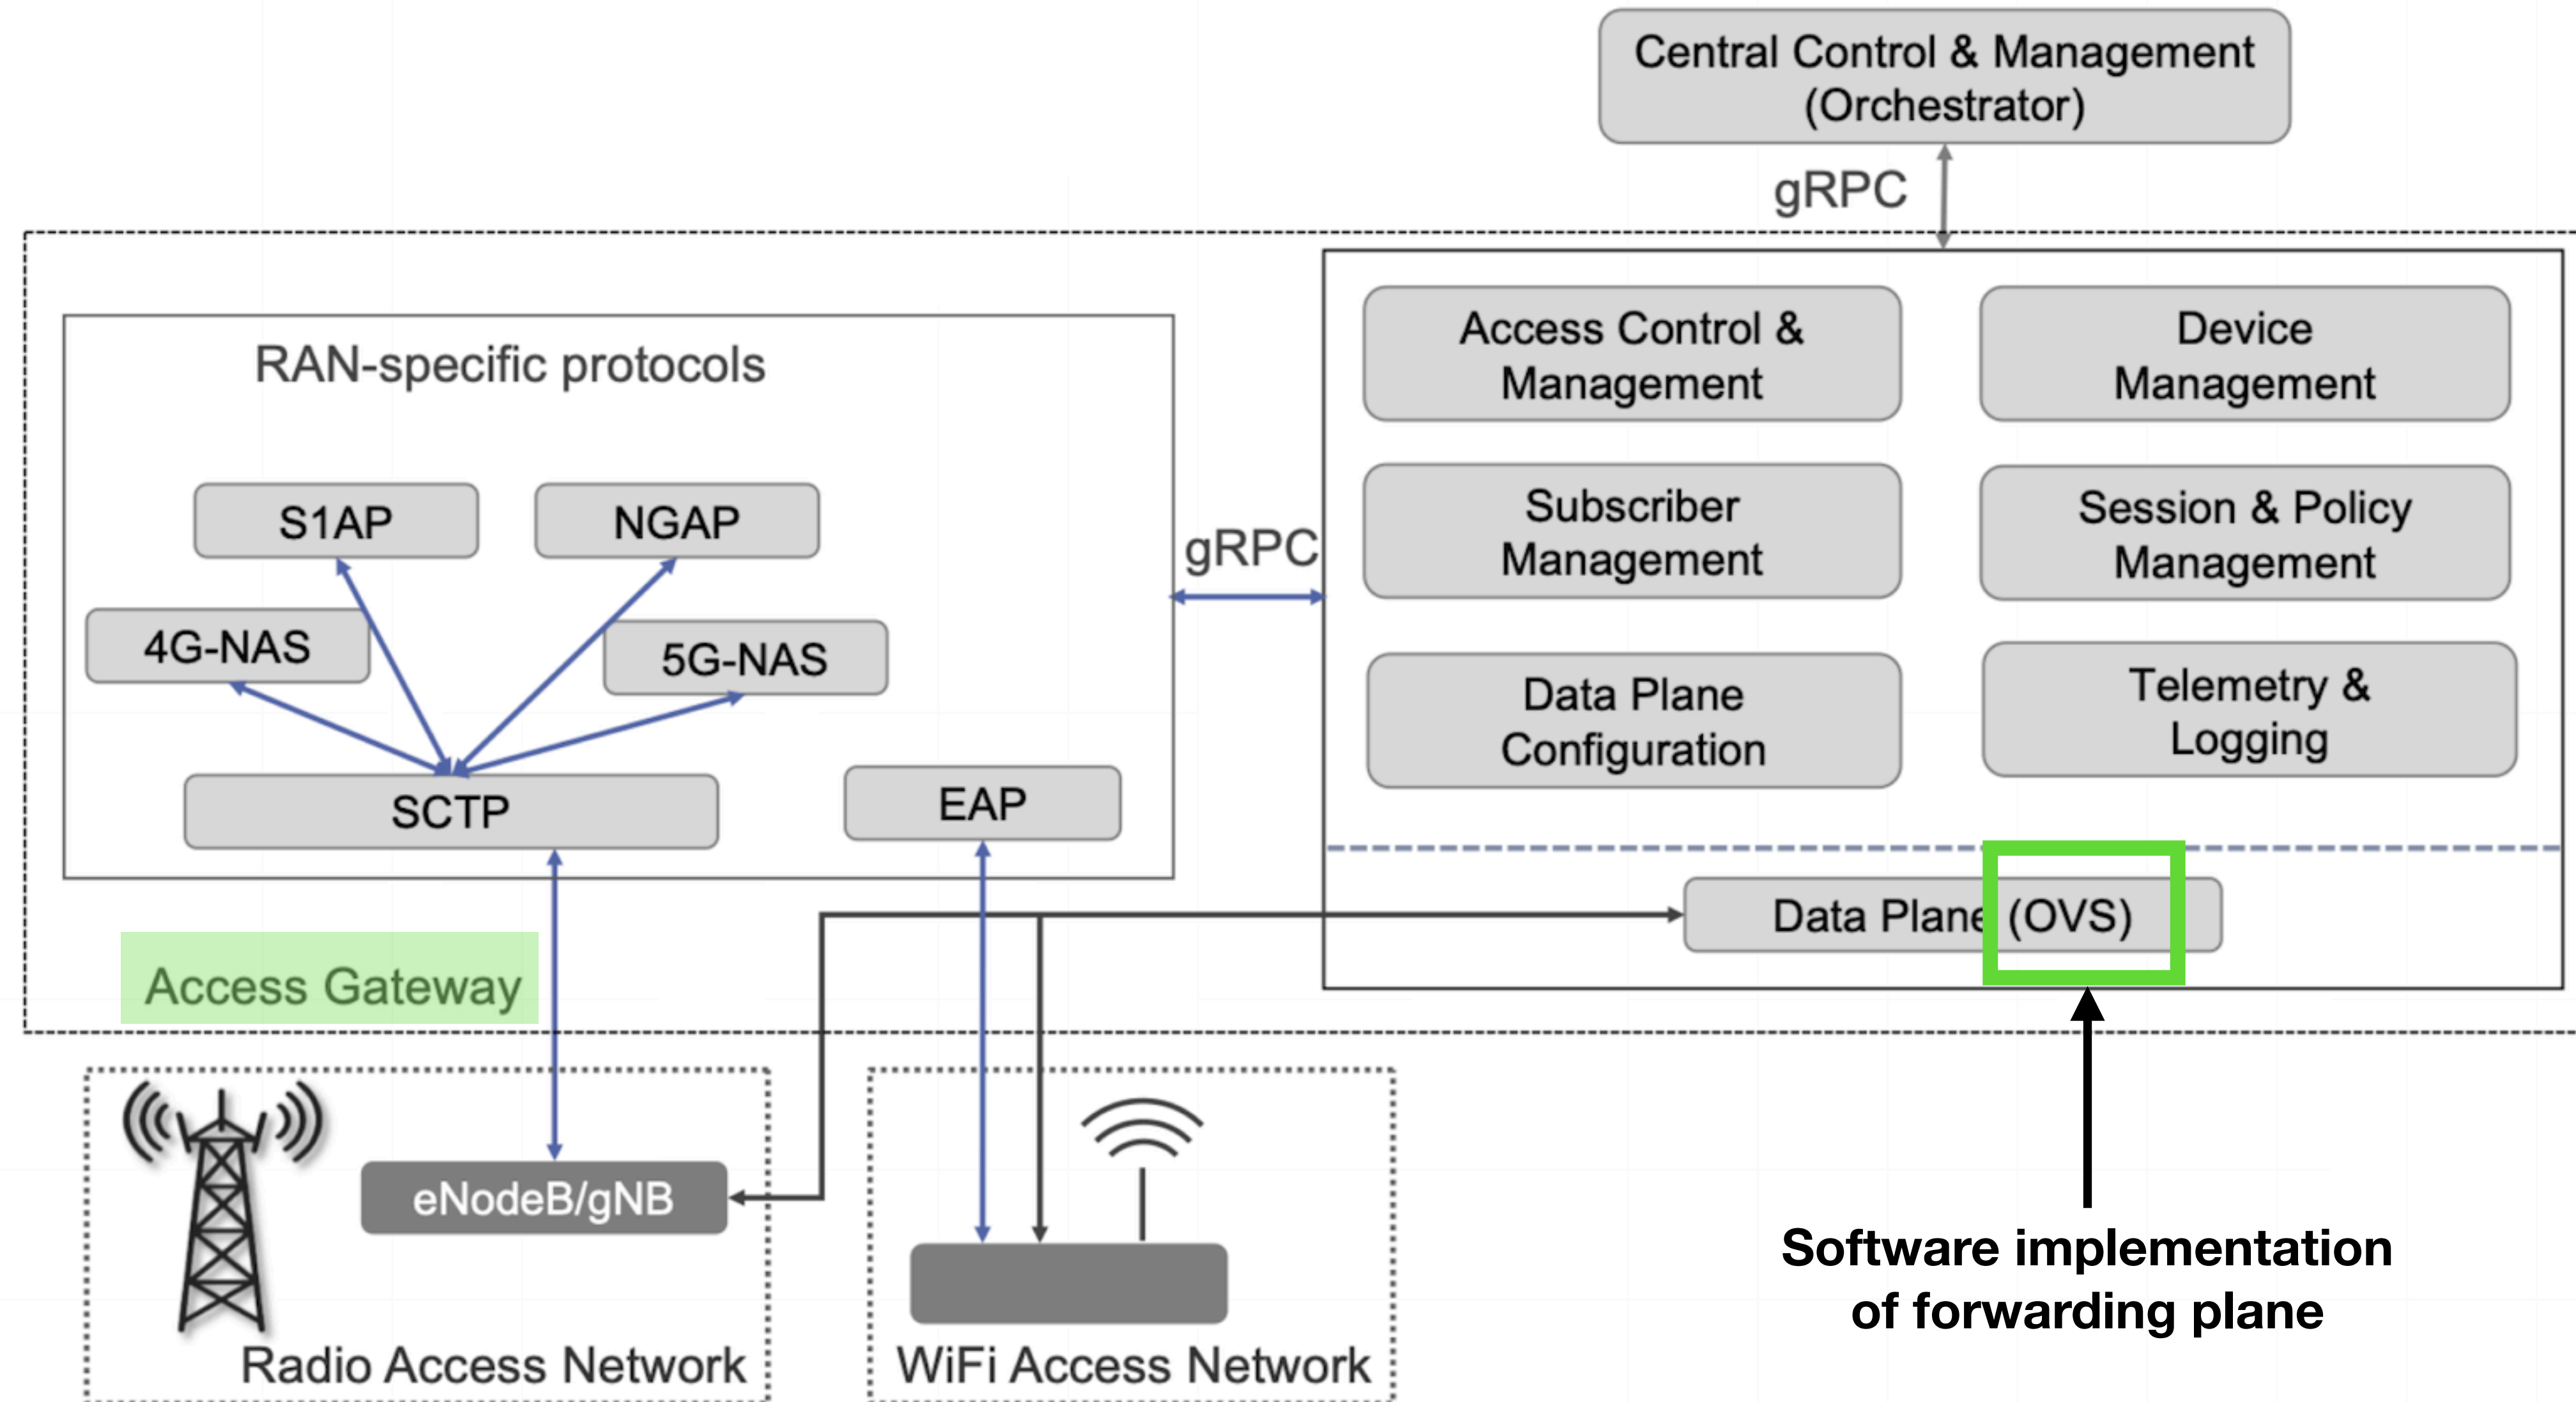 Central Control & Management
(Orchestrator)
gRPC
RAN-specific protocols
S1AP
NGAP
4G-NAS
5G-NAS
SCTP
EAP
gRPC
Access Control &
Management
Device
Management
Subscriber
Management
Session & Policy
Management
Data Plane
Configuration
Telemetry &
Logging
Data Plane (OVS)
Access Gateway
eNodeB/gNB
Radio Access Network
WiFi Access Network
Software implementation
of forwarding plane